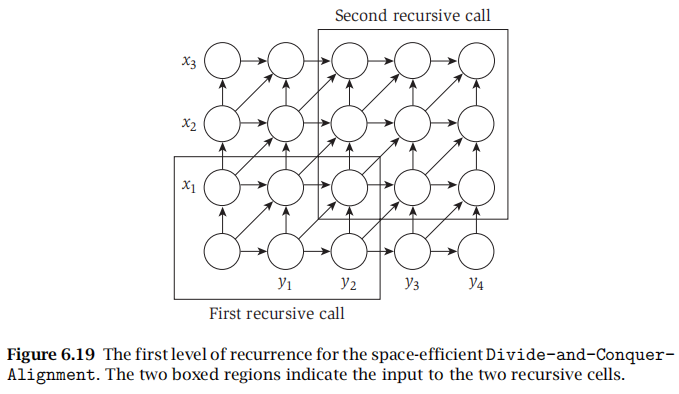 Second recursive call
x3
x2
x1
y1 y2 y3 y4
First recursive call
Figure 6.19 The first level of recurrence for the space-efficient Divide-and-Conquer-
Alignment. The two boxed regions indicate the input to the two recursive cells.